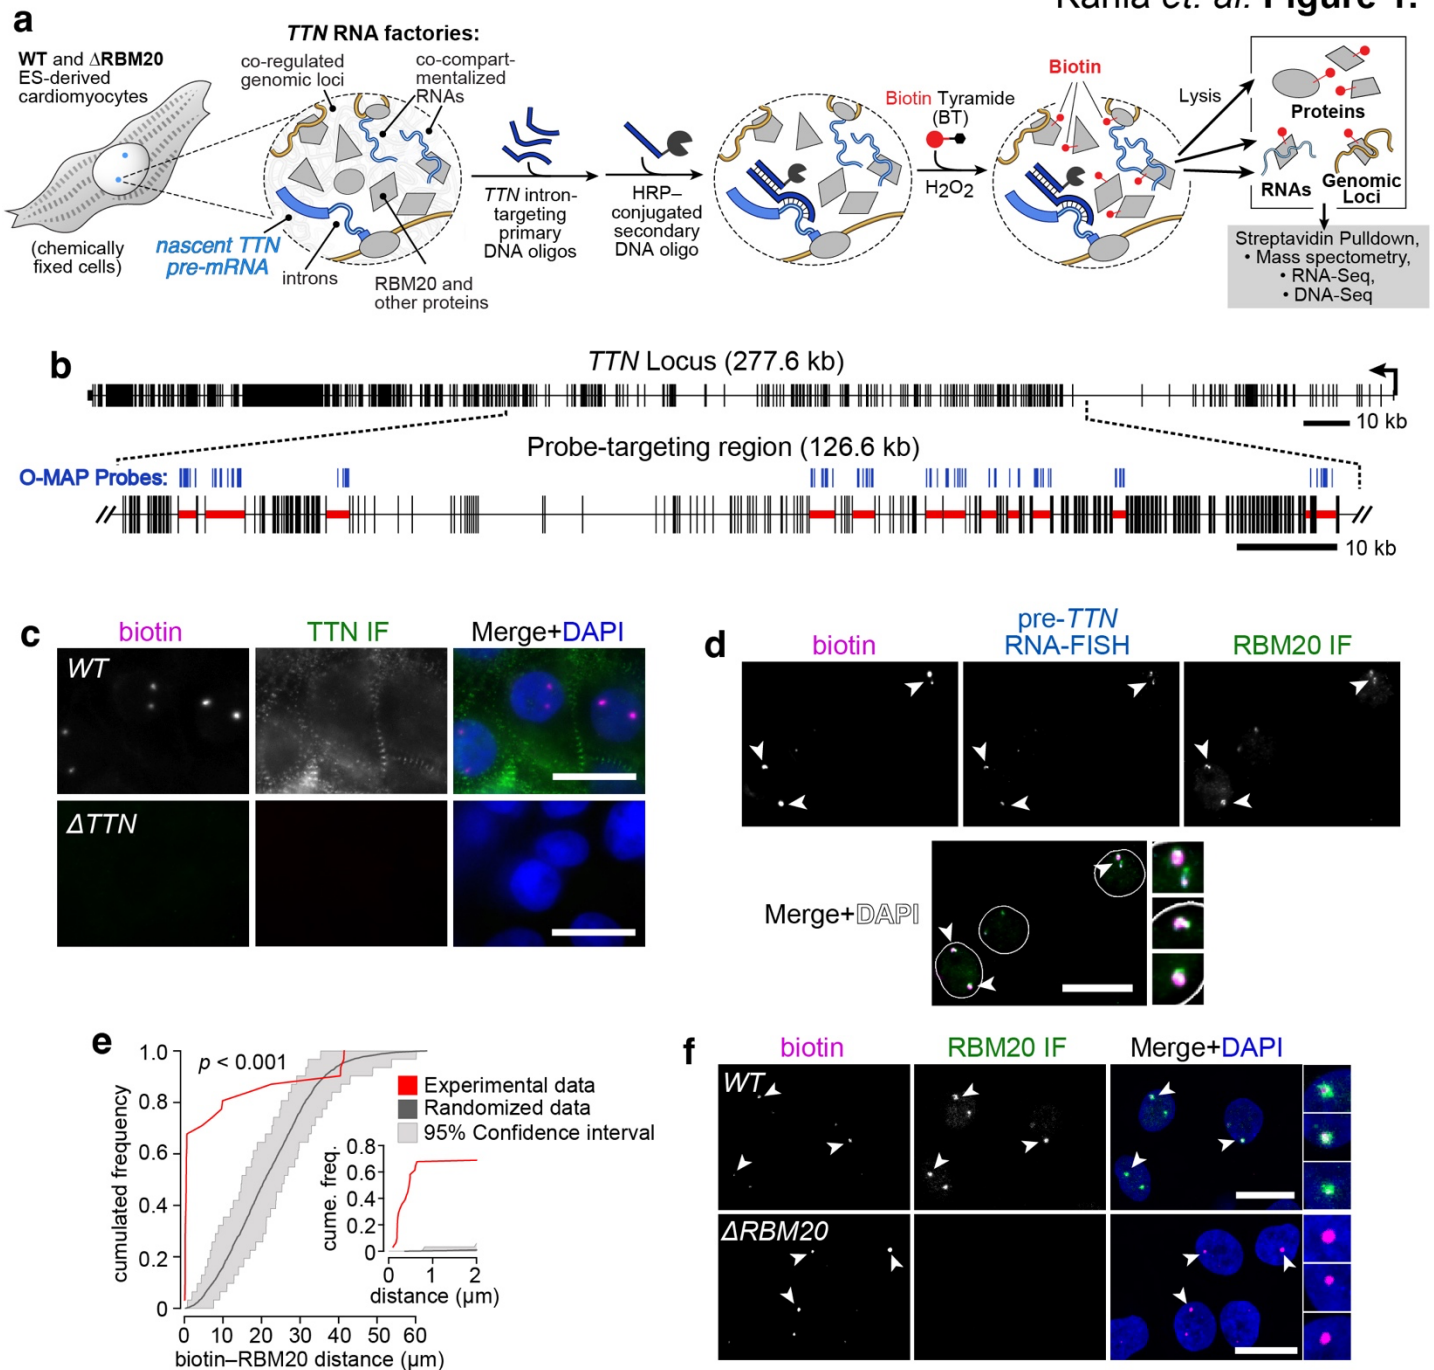 Kania et. al. Figure 1.
a
WT and ΔRBM20
ES-derived
cardiomyocytes
(chemically
fixed cells)
TTN RNA factories:
co-regulated
genomic loci
co-compart-
mentalized
RNAs
nascent TTN
pre-mRNA
introns
RBM20 and
other proteins
TTN intron-
targeting
primary
DNA oligos
HRP–
conjugated
secondary
DNA oligo
Biotin Tyramide
(BT)
H2O2
Biotin
Lysis
Proteins
RNAs
Genomic
Loci
Streptavidin Pulldown,
• Mass spectometry,
• RNA-Seq,
• DNA-Seq
b
TTN Locus (277.6 kb)
10 kb
Probe-targeting region (126.6 kb)
O-MAP Probes:
10 kb
c
biotin
TTN IF
Merge+DAPI
WT
ΔTTN
d
biotin
pre-TTN
RNA-FISH
RBM20 IF
Merge+DAPI
e
cumulated frequency
1.0
0.8
0.6
0.4
0.2
0
p < 0.001
Experimental data
Randomized data
95% Confidence interval
cume. freq.
0.8
0.6
0.4
0.2
0
0 1 2
distance (µm)
0 10 20 30 40 50 60
biotin–RBM20 distance (µm)
f
biotin
RBM20 IF
Merge+DAPI
WT
ΔRBM20